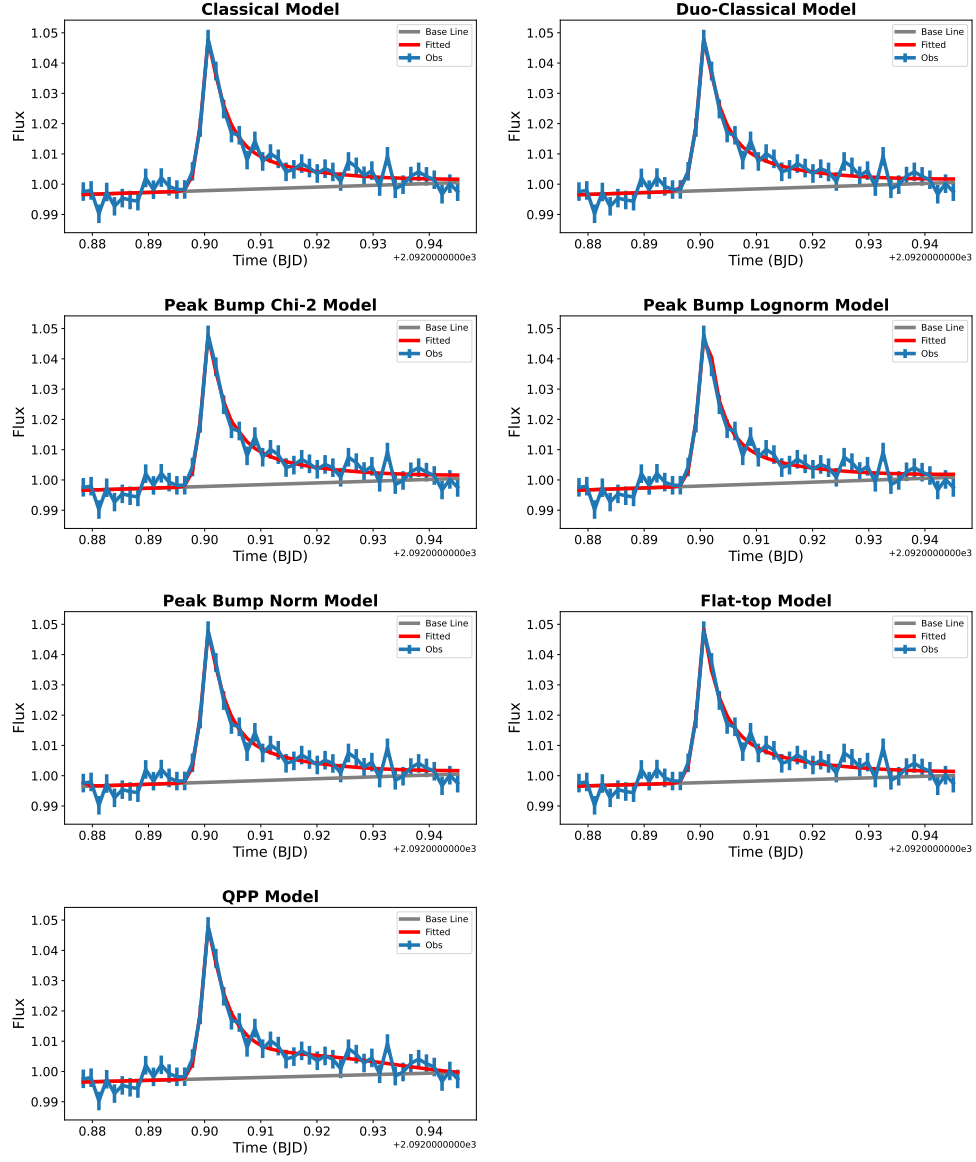 Classical Model
Flux
1.05
1.04
1.03
1.02
1.01
1.00
0.99
Base Line
Fitted
Obs
0.88 0.89 0.90 0.91 0.92 0.93 0.94
Time (BJD)
+2.0920000000e3
Duo-Classical Model
Flux
1.05
1.04
1.03
1.02
1.01
1.00
0.99
Base Line
Fitted
Obs
0.88 0.89 0.90 0.91 0.92 0.93 0.94
Time (BJD)
+2.0920000000e3
Peak Bump Chi-2 Model
Flux
1.05
1.04
1.03
1.02
1.01
1.00
0.99
Base Line
Fitted
Obs
0.88 0.89 0.90 0.91 0.92 0.93 0.94
Time (BJD)
+2.0920000000e3
Peak Bump Lognorm Model
Flux
1.05
1.04
1.03
1.02
1.01
1.00
0.99
Base Line
Fitted
Obs
0.88 0.89 0.90 0.91 0.92 0.93 0.94
Time (BJD)
+2.0920000000e3
Peak Bump Norm Model
Flux
1.05
1.04
1.03
1.02
1.01
1.00
0.99
Base Line
Fitted
Obs
0.88 0.89 0.90 0.91 0.92 0.93 0.94
Time (BJD)
+2.0920000000e3
Flat-top Model
Flux
1.05
1.04
1.03
1.02
1.01
1.00
0.99
Base Line
Fitted
Obs
0.88 0.89 0.90 0.91 0.92 0.93 0.94
Time (BJD)
+2.0920000000e3
QPP Model
Flux
1.05
1.04
1.03
1.02
1.01
1.00
0.99
Base Line
Fitted
Obs
0.88 0.89 0.90 0.91 0.92 0.93 0.94
Time (BJD)
+2.0920000000e3